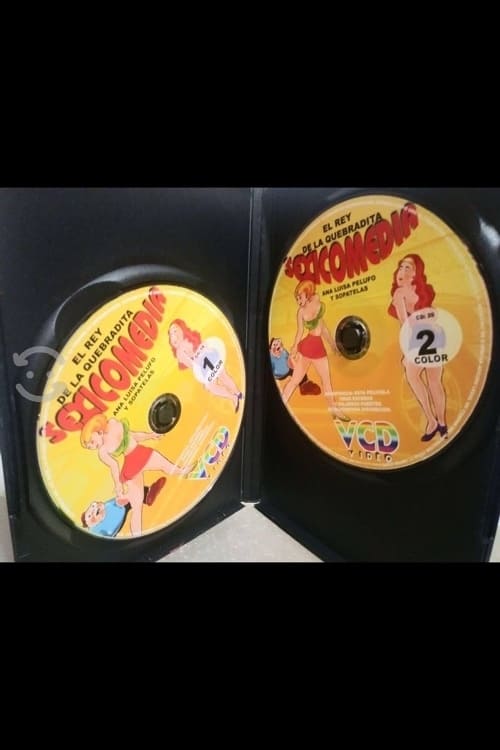 EL REY
DE LA QUEBRADITA
SEXICOMEDIA
ANA LUISA PELUFO
Y SOPATELAS
1
COLOR
VCD
VIDEO
EL REY
DE LA QUEBRADITA
SEXICOMEDIA
ANA LUISA PELUFO
Y SOPATELAS
2
COLOR
VCD
VIDEO